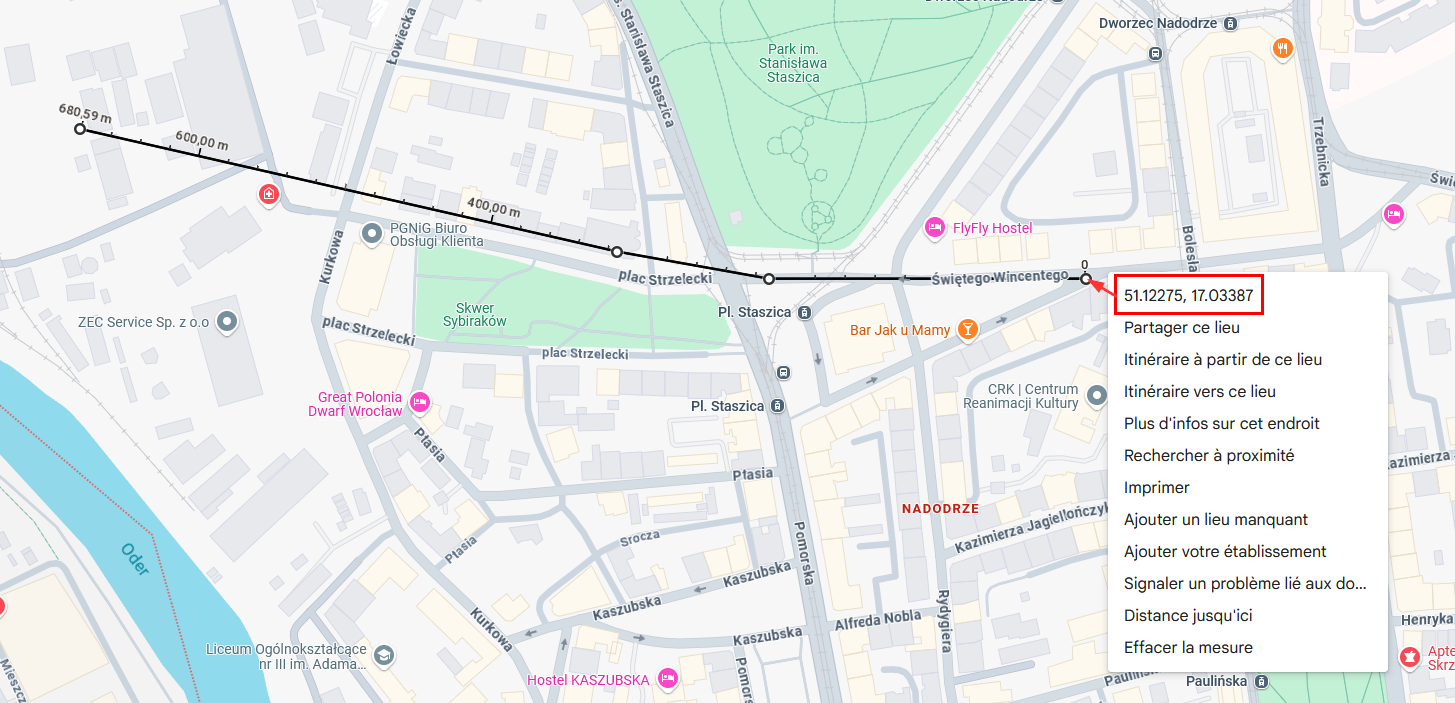 Dworzec Nadodrze
Dworzec Nadodrze
Łowiecka
s. Stanisława Staszica
Park im.
Stanisława
Staszica
680,59 m
600,00 m
400,00 m
Trzebnicka
PGNiG Biuro
Obsługi Klienta
FlyFly Hostel
Kurkowa
plac Strzelecki
Świętego Wincentego
0
Skwer
Sybiraków
Pl. Staszica
ZEC Service Sp. z o.o
plac Strzelecki
plac Strzelecki
Bar Jak u Mamy
51.12275, 17.03387
Partager ce lieu
Itinéraire à partir de ce lieu
Itinéraire vers ce lieu
Plus d'infos sur cet endroit
Rechercher à proximité
Imprimer
Ajouter un lieu manquant
Ajouter votre établissement
Signaler un problème lié aux do...
Distance jusqu'ici
Effacer la mesure
Great Polonia
Dwarf Wrocław
CRK | Centrum
Reanimacji Kultury
Pl. Staszica
Ptasia
Ptasia
NADODRZE
Kazimierza Jagiellończyk
azimierza
Pomorska
Srocza
Ptasia
Oder
Kaszubska
Kaszubska
Kaszubska
Kurkowa
Alfreda Nobla
Rydygiera
Henryka
Liceum Ogólnokształcące
nr III im. Adama...
Hostel KASZUBSKA
Pomorsk
Paulińsk
Paulińska
Apte
Skrz
Mieszcz
Bolesła
Świę